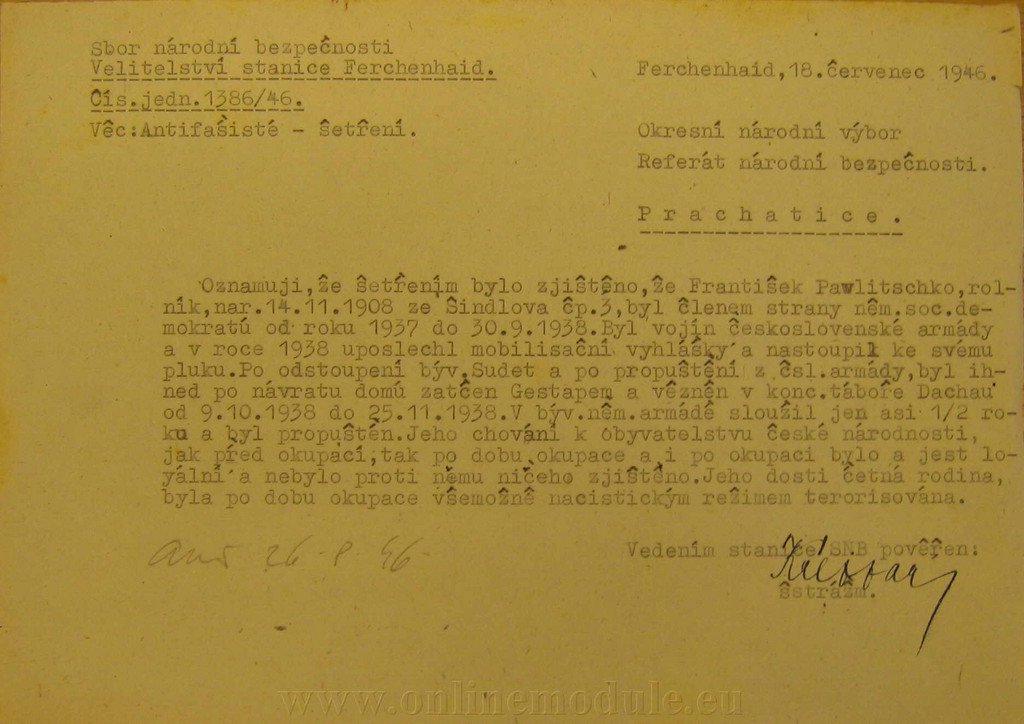 Sbor národní bezpečnosti
Velitelství stanice Ferchenhaid.
Ferchenhaid,18.červenec 1946.
Čís.jedn.1386/46.
Věc:Antifašisté - šetření.
Okresní národní výbor
Referát národní bezpečnosti.
Prachatice.
Oznamuji,že šetřením bylo zjištěno,že František Pawlitschko,rol-
ník,nar.14.11.1908 ze Šindlova čp.3,byl členem strany něm.soc.de-
mokratů od roku 1937 do 30.9.1938.Byl vojín československé armády
a v roce 1938 uposlechl mobilisační vyhlášky a nastoupil ke svému
pluku.Po odstoupení býv.Sudet a po propuštění z čsl.armády,byl ih-
ned po návratu domů zatčen Gestapem a vězněn v konc.táboře Dachau
od 9.10.1938 do 25.11.1938.V býv.něm.armádě sloužil jen asi 1/2 ro-
ku a byl propuštěn.Jeho chování k obyvatelstvu české národnosti,
jak před okupací,tak po dobu okupace a i po okupaci bylo a jest lo-
yální a nebylo proti němu ničeho zjištěno.Jeho dosti četná rodina,
byla po dobu okupace všemožně nacistickým režimem terorisována.
Vedením stanice SNB pověřen:
štstrážm.
www.onlinemodule.eu